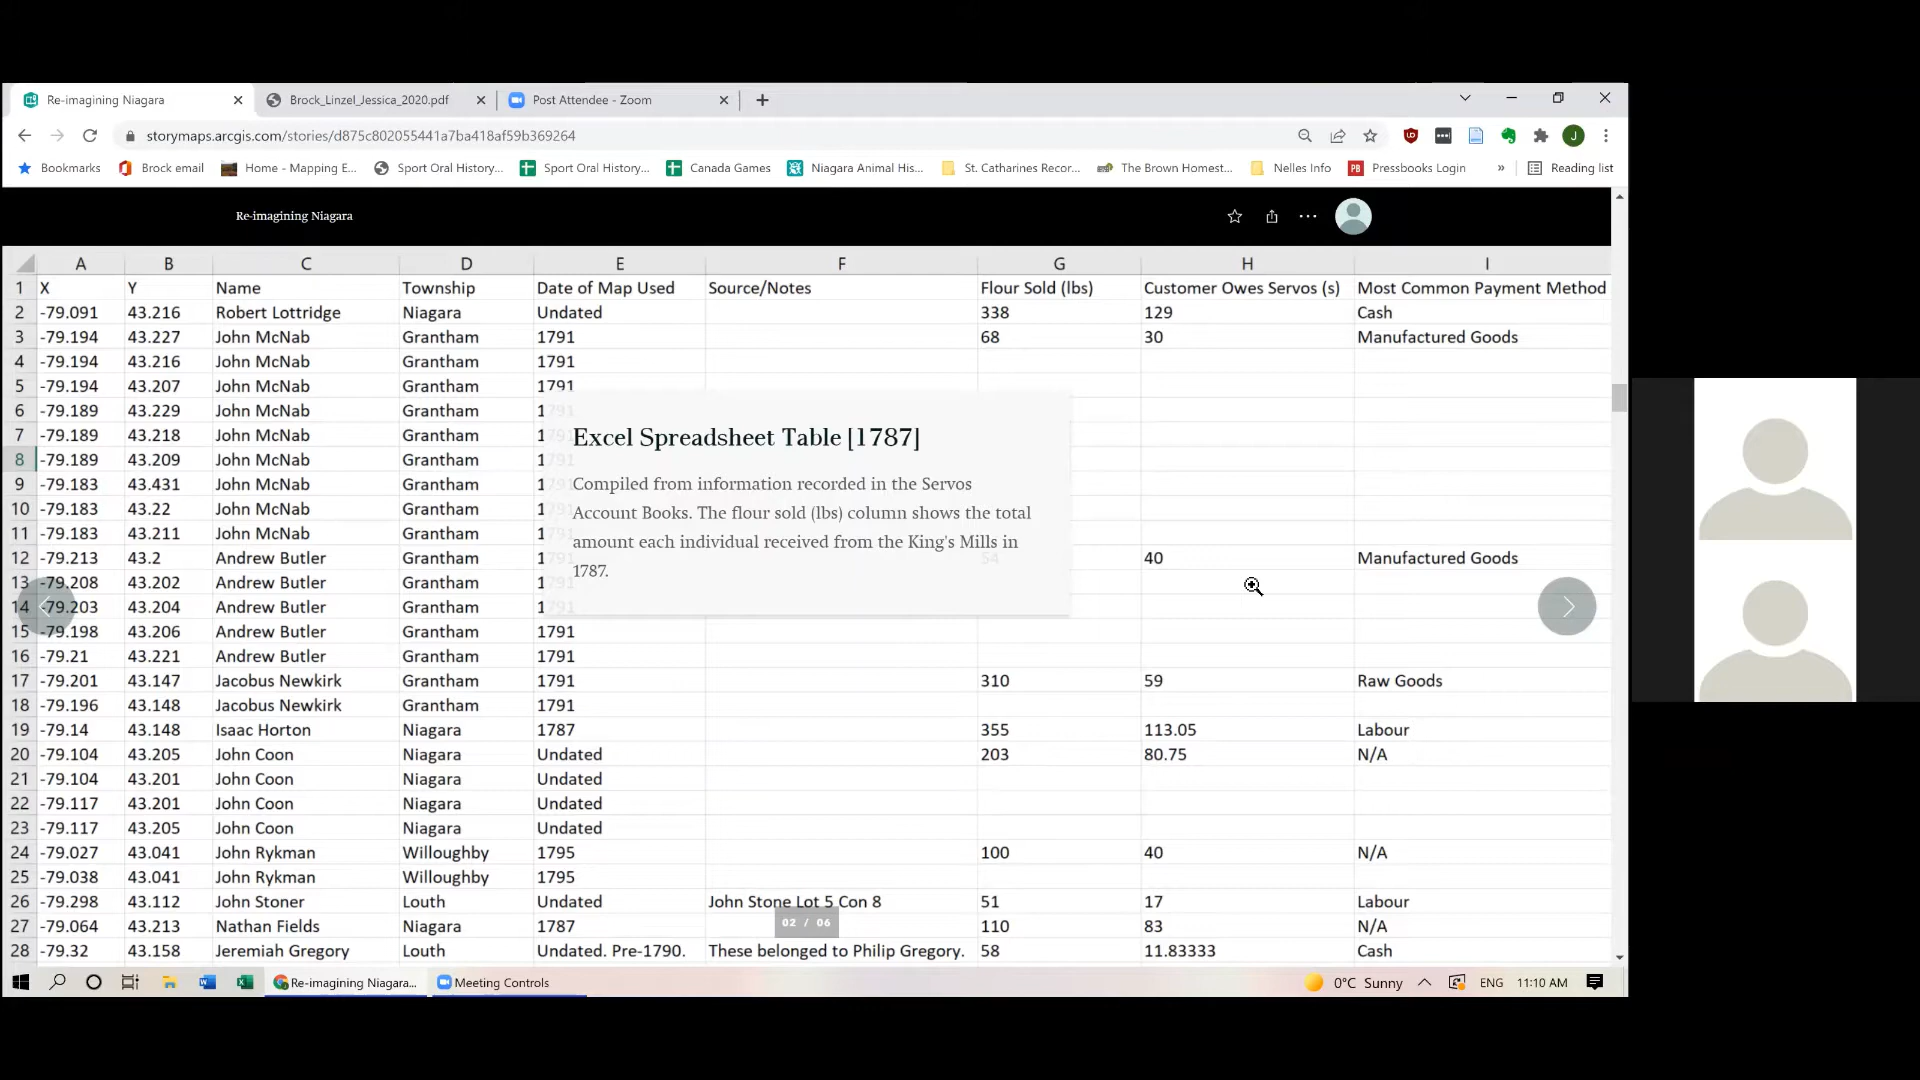 Re-imagining Niagara
Brock_Linzel_Jessica_2020.pdf
Post Attendee - Zoom
storymaps.arcgis.com/stories/d875c802055441a7ba418af59b369264
J
Bookmarks
Brock email
Home - Mapping E...
Sport Oral History...
Sport Oral History...
Canada Games
Niagara Animal His...
St. Catharines Recor...
The Brown Homest...
Nelles Info
PB
Pressbooks Login
»
Reading list
Re-imagining Niagara
A B C D E F G H I
1 X Y Name Township Date of Map Used Source/Notes Flour Sold (lbs) Customer Owes Servos (s) Most Common Payment Method
2 -79.091 43.216 Robert Lottridge Niagara Undated 338 129 Cash
3 -79.194 43.227 John McNab Grantham 1791 68 30 Manufactured Goods
4 -79.194 43.216 John McNab Grantham 1791
5 -79.194 43.207 John McNab Grantham 1791
6 -79.189 43.229 John McNab Grantham 1791
7 -79.189 43.218 John McNab Grantham 1791
8 -79.189 43.209 John McNab Grantham 1791
9 -79.183 43.431 John McNab Grantham 1791
10 -79.183 43.22 John McNab Grantham 1791
11 -79.183 43.211 John McNab Grantham 1791
12 -79.213 43.2 Andrew Butler Grantham 1791 54 40 Manufactured Goods
13 -79.208 43.202 Andrew Butler Grantham 1791
14 -79.203 43.204 Andrew Butler Grantham 1791
15 -79.198 43.206 Andrew Butler Grantham 1791
16 -79.21 43.221 Andrew Butler Grantham 1791
17 -79.201 43.147 Jacobus Newkirk Grantham 1791 310 59 Raw Goods
18 -79.196 43.148 Jacobus Newkirk Grantham 1791
19 -79.14 43.148 Isaac Horton Niagara 1787 355 113.05 Labour
20 -79.104 43.205 John Coon Niagara Undated 203 80.75 N/A
21 -79.104 43.201 John Coon Niagara Undated
22 -79.117 43.201 John Coon Niagara Undated
23 -79.117 43.205 John Coon Niagara Undated
24 -79.027 43.041 John Rykman Willoughby 1795 100 40 N/A
25 -79.038 43.041 John Rykman Willoughby 1795
26 -79.298 43.112 John Stoner Louth Undated John Stone Lot 5 Con 8 51 17 Labour
27 -79.064 43.213 Nathan Fields Niagara 1787 110 83 N/A
28 -79.32 43.158 Jeremiah Gregory Louth Undated. Pre-1790. These belonged to Philip Gregory. 58 11.83333 Cash
Excel Spreadsheet Table [1787]
Compiled from information recorded in the Servos
Account Books. The flour sold (lbs) column shows the total
amount each individual received from the King's Mills in
1787.
02 / 06
Re-imagining Niagara...
Meeting Controls
0°C Sunny
ENG
11:10 AM